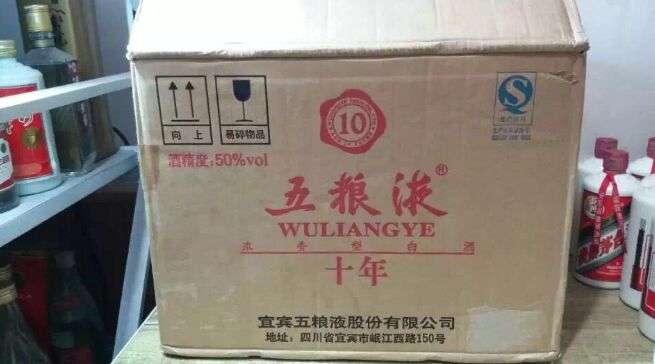 10
向 上
易碎物品
酒精度:50%vol
五粮液®
WULIANGYE
浓香型白酒
十年
宜宾五粮液股份有限公司
地址: 四川省宜宾市岷江西路150号